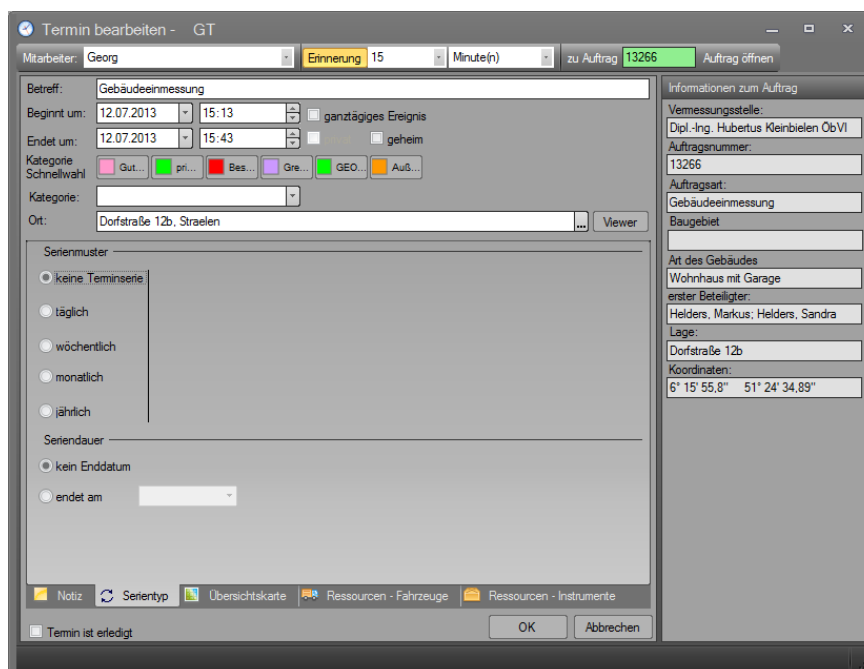 Termin bearbeiten - GT
Mitarbeiter: Georg Erinnerung 15 Minute(n) zu Auftrag 13266 Auftrag öffnen
Betreff: Gebäudeeinmessung
Beginnt um: 12.07.2013 15:13 ganztägiges Ereignis
Endet um: 12.07.2013 15:43 geheim
Kategorie
Schnellwahl
Gut... pri... Bes... Gre... GEO... Auß...
Kategorie:
Ort: Dorfstraße 12b, Straelen ... Viewer
Serienmuster
keine Terminserie
täglich
wöchentlich
monatlich
jährlich
Seriendauer
kein Enddatum
endet am
Notiz Serientyp Übersichtskarte Ressourcen - Fahrzeuge Ressourcen - Instrumente
Termin ist erledigt OK Abbrechen
Informationen zum Auftrag
Vermessungsstelle:
Dipl.-Ing. Hubertus Kleinbielen ÖbVI
Auftragsnummer:
13266
Auftragsart:
Gebäudeeinmessung
Baugebiet
Art des Gebäudes
Wohnhaus mit Garage
erster Beteiligter:
Helders, Markus; Helders, Sandra
Lage:
Dorfstraße 12b
Koordinaten:
6° 15' 55,8" 51° 24' 34,89"